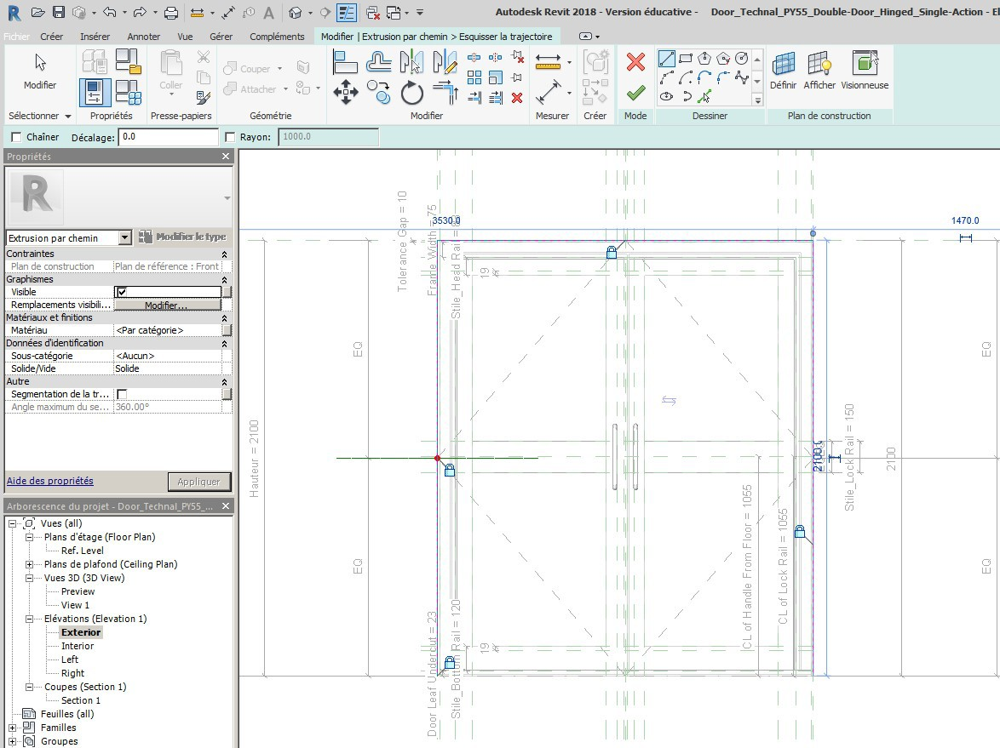 Autodesk Revit 2018 - Version éducative - Door_Technal_PY55_Double-Door_Hinged_Single-Action - El
Fichier Créer Insérer Annoter Vue Gérer Compléments Modifier | Extrusion par chemin > Esquisser la trajectoire
Modifier
Coller
Couper
Attacher
Définir Afficher Visionneuse
Sélectionner Propriétés Presse-papiers Géométrie Modifier Mesurer Créer Mode Dessiner Plan de construction
Chaîner Décalage: 0.0 Rayon: 1000.0
Propriétés
Extrusion par chemin Modifier le type
Contraintes
Plan de construction Plan de référence : Front
Graphismes
Visible
Remplacements visibili... Modifier...
Matériaux et finitions
Matériau <Par catégorie>
Données d'identification
Sous-catégorie <Aucun>
Solide/Vide Solide
Autre
Segmentation de la tr...
Angle maximum du se... 360.00°
Aide des propriétés Appliquer
Arborescence du projet - Door_Technal_PY55_...
Vues (all)
Plans d'étage (Floor Plan)
Ref. Level
Plans de plafond (Ceiling Plan)
Vues 3D (3D View)
Preview
View 1
Elévations (Elevation 1)
Exterior
Interior
Left
Right
Coupes (Section 1)
Section 1
Feuilles (all)
Familles
Groupes
3530.0
1470.0
Tolerance Gap = 10
Frame Width = 75
Stile_Head Rail =
19
EQ
EQ
Hauteur = 2100
2100
2100
Stile_Lock Rail = 150
CL of Handle From Floor = 1055
CL of Lock Rail = 1055
EQ
EQ
Door Leaf Undercut = 23
Stile_Bottom Rail = 120
19